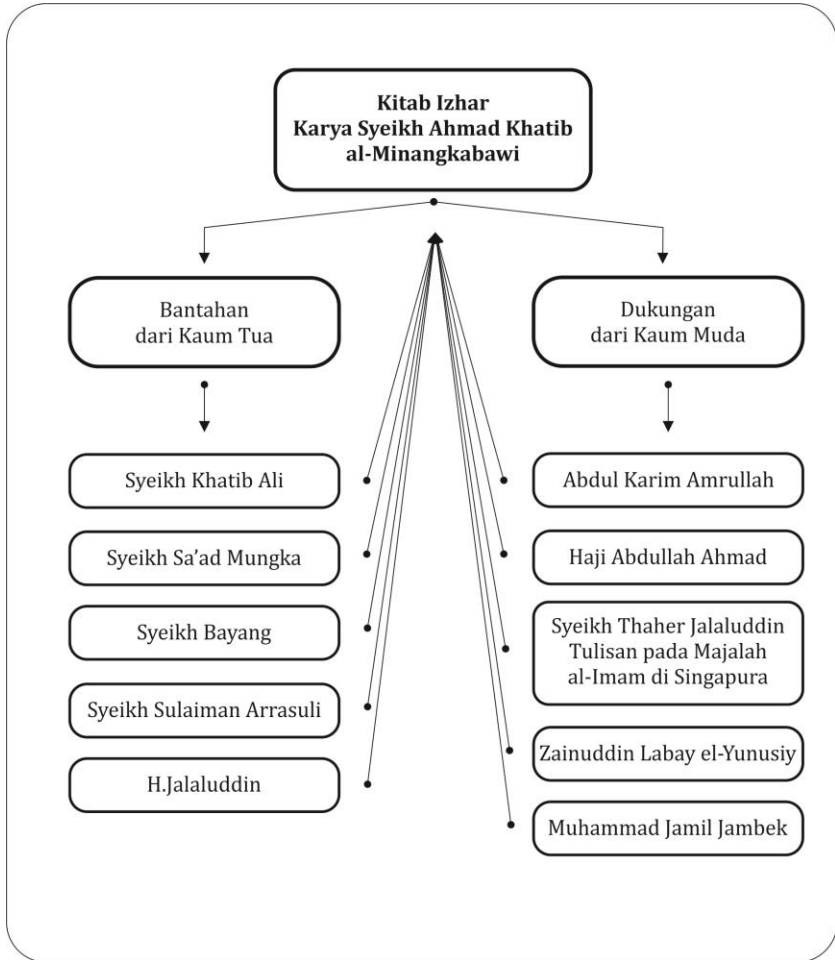 Kitab Izhar
Karya Syeikh Ahmad Khatib
al-Minangkabawi
Bantahan
dari Kaum Tua
Syeikh Khatib Ali
Syeikh Sa’ad Mungka
Syeikh Bayang
Syeikh Sulaiman Arrasuli
H.Jalaluddin
Dukungan
dari Kaum Muda
Abdul Karim Amrullah
Haji Abdullah Ahmad
Syeikh Thaher Jalaluddin
Tulisan pada Majalah
al-Imam di Singapura
Zainuddin Labay el-Yunusiy
Muhammad Jamil Jambek